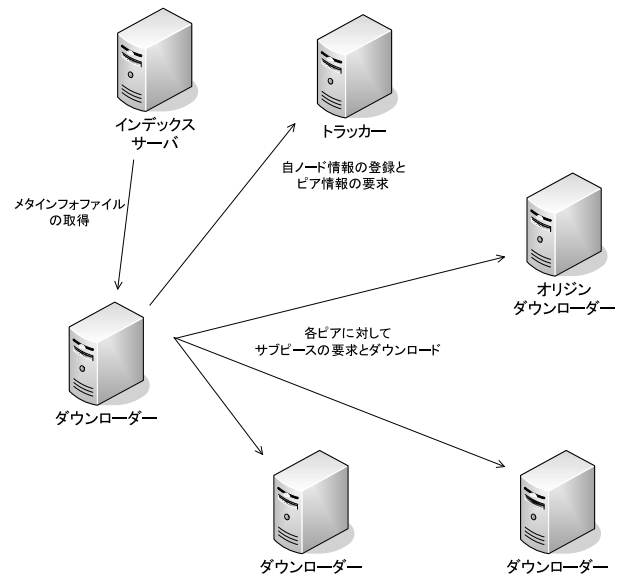 インデックス
サーバ
トラッカー
自ノード情報の登録と
ピア情報の要求
メタインフォファイル
の取得
オリジン
ダウンローダー
各ピアに対して
サブピースの要求とダウンロード
ダウンローダー
ダウンローダー
ダウンローダー